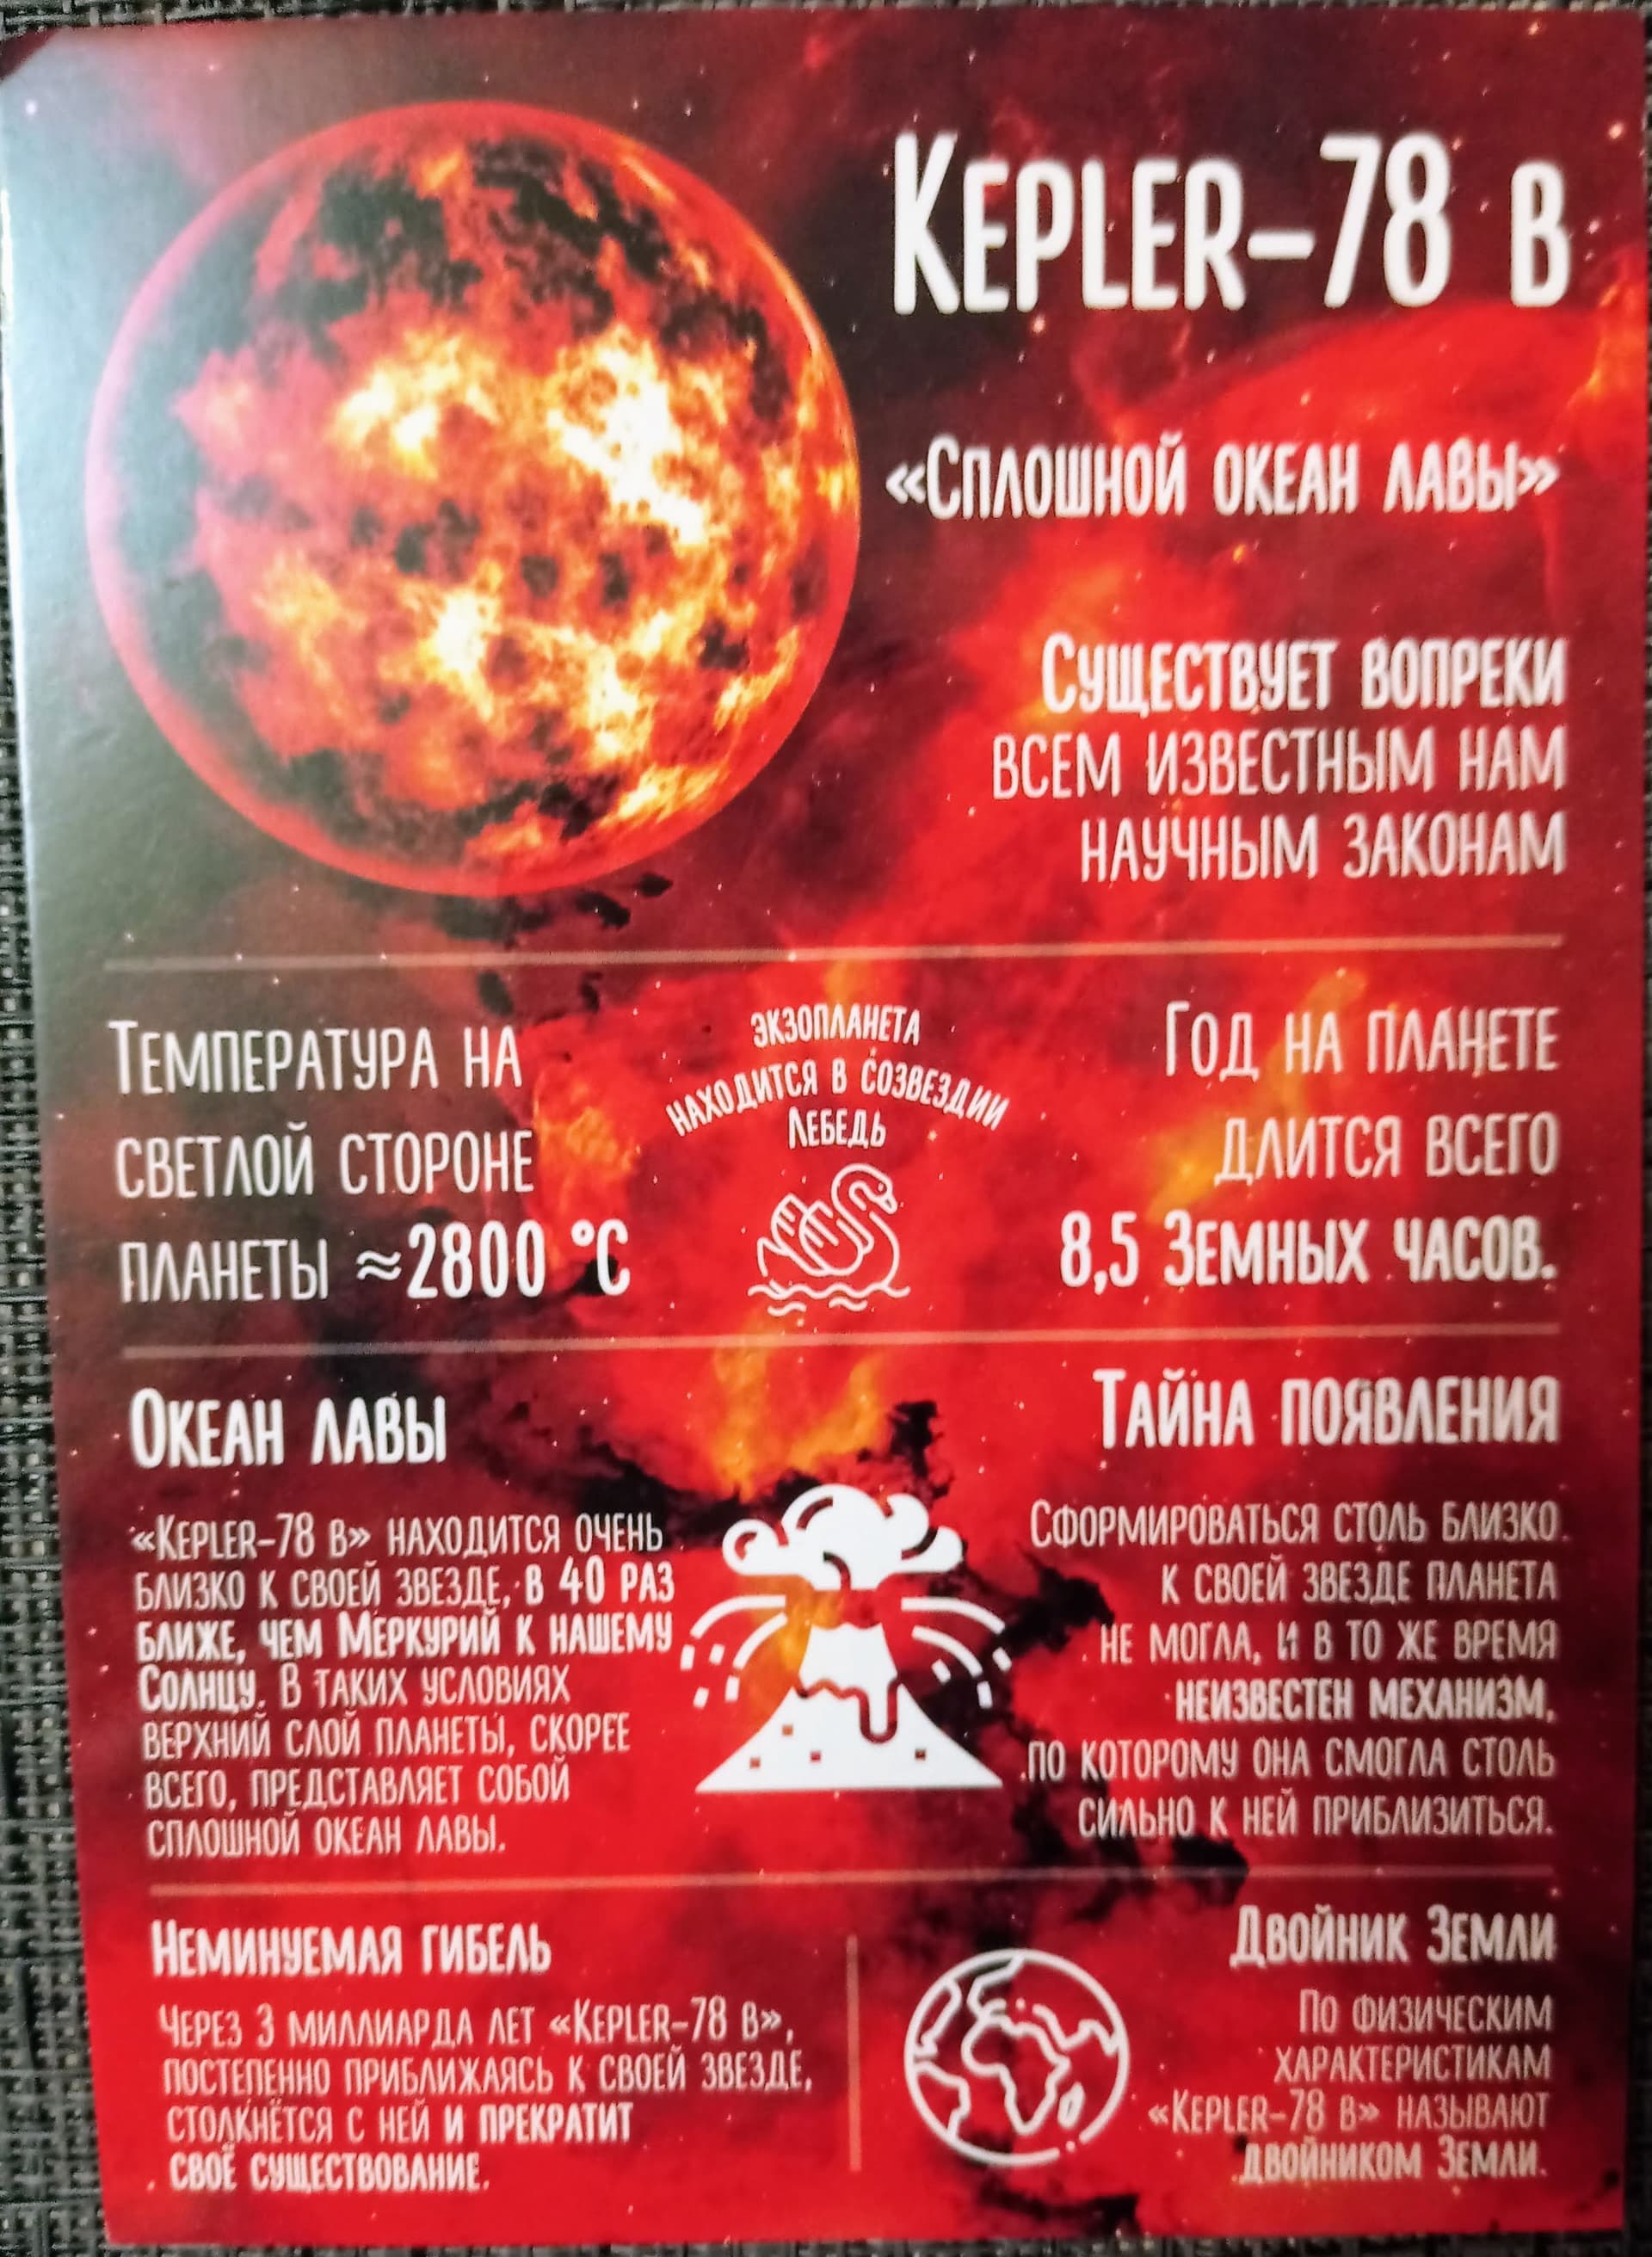 Kepler-78 b
«Сплошной океан лавы»
Существует вопреки
всем известным нам
научным законам
Температура на
светлой стороне
планеты ≈2800 °C
экзопланета
находится в созвездии
Лебедь
Год на планете
длится всего
8,5 Земных часов.
Океан лавы
«Kepler-78 b» находится очень
близко к своей звезде, в 40 раз
ближе, чем Меркурий к нашему
Солнцу. В таких условиях
верхний слой планеты, скорее
всего, представляет собой
сплошной океан лавы.
Тайна появления
Сформироваться столь близко
к своей звезде планета
не могла, и в то же время
неизвестен механизм,
по которому она смогла столь
сильно к ней приблизиться.
Неминуемая гибель
Через 3 миллиарда лет «Kepler-78 b»,
постепенно приближаясь к своей звезде,
столкнётся с ней и прекратит
своё существование.
Двойник Земли
По физическим
характеристикам
«Kepler-78 b» называют
двойником Земли.